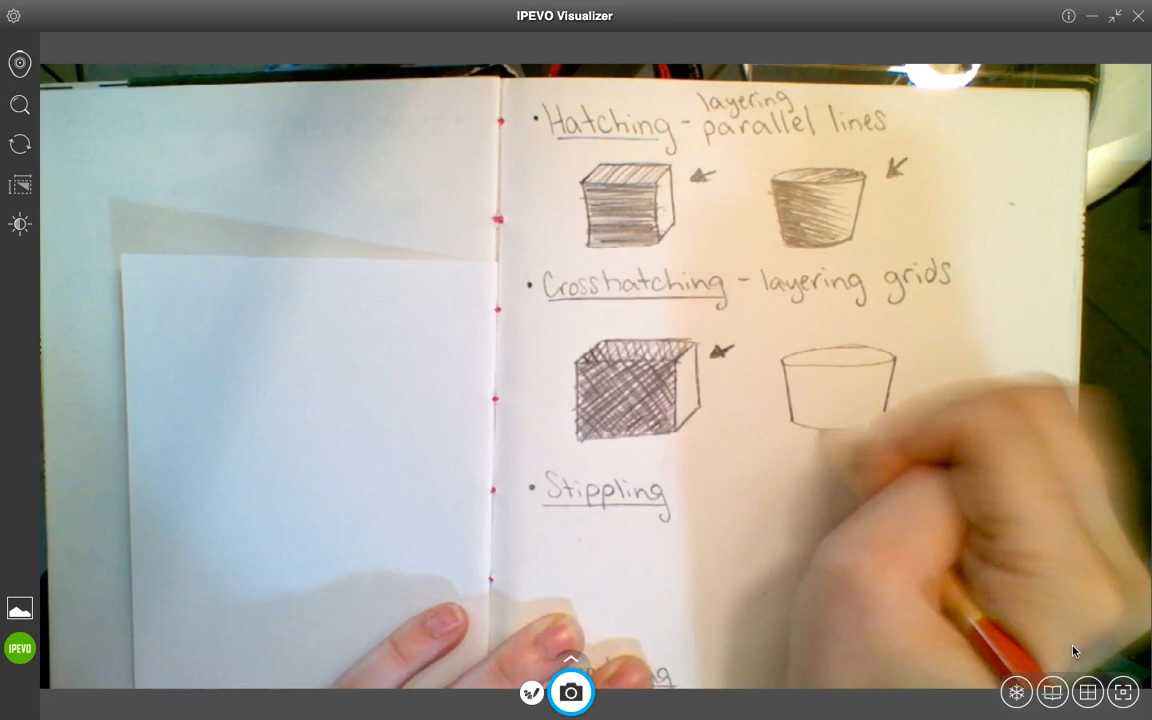 IPEVO Visualizer
layering
• Hatching - parallel lines
• Crosshatching - layering grids
• Stippling
IPEVO